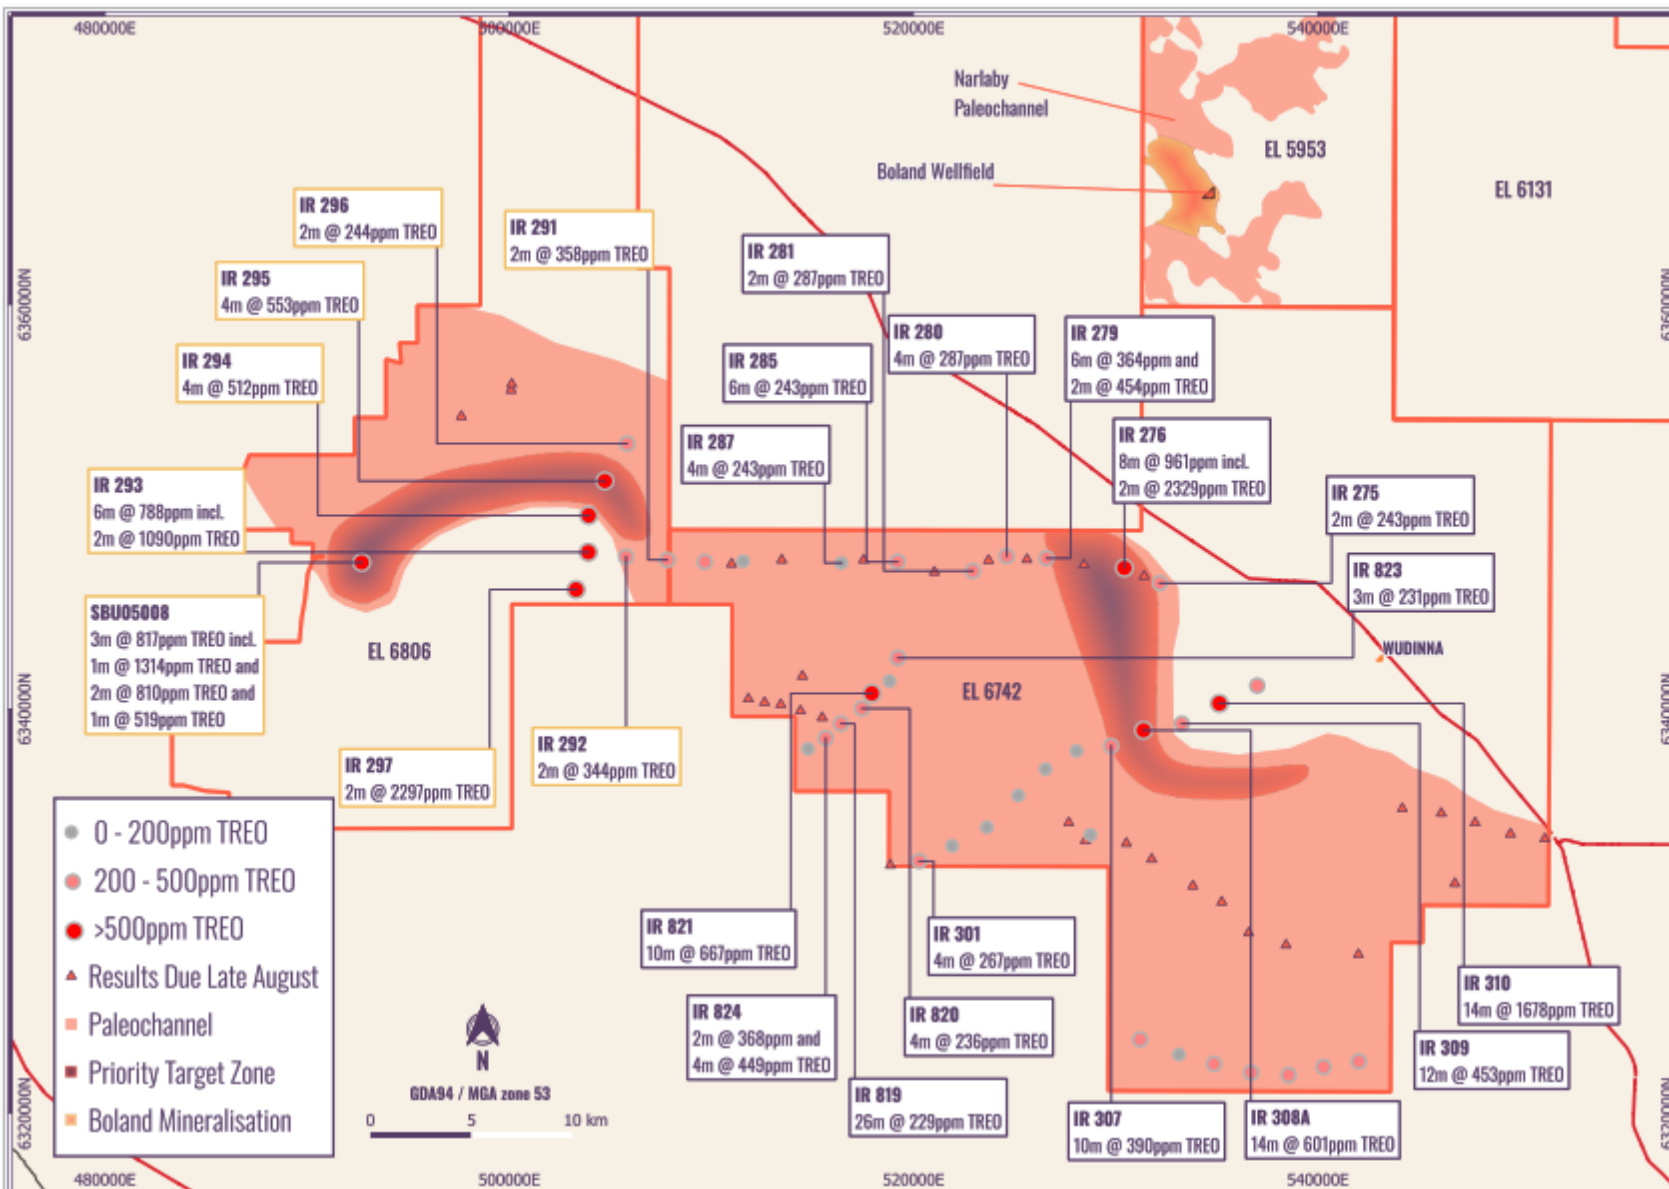 480000E
500000E
520000E
540000E
Narlaby
Paleochannel
EL 5953
Boland Wellfield
EL 6131
IR 296
2m @ 244ppm TREO
IR 291
2m @ 358ppm TREO
IR 281
2m @ 287ppm TREO
IR 295
4m @ 553ppm TREO
6360000N
6360000N
IR 280
4m @ 287ppm TREO
IR 279
6m @ 364ppm and
2m @ 454ppm TREO
IR 294
4m @ 512ppm TREO
IR 285
6m @ 243ppm TREO
IR 287
4m @ 243ppm TREO
IR 276
8m @ 961ppm incl.
2m @ 2329ppm TREO
IR 293
6m @ 788ppm incl.
2m @ 1090ppm TREO
IR 275
2m @ 243ppm TREO
IR 823
3m @ 231ppm TREO
SBU05008
3m @ 817ppm TREO incl.
1m @ 1314ppm TREO and
2m @ 810ppm TREO and
1m @ 519ppm TREO
EL 6806
WUDINNA
EL 6742
6340000N
6340000N
IR 297
2m @ 2297ppm TREO
IR 292
2m @ 344ppm TREO
0 - 200ppm TREO
200 - 500ppm TREO
>500ppm TREO
Results Due Late August
Paleochannel
Priority Target Zone
Boland Mineralisation
IR 821
10m @ 667ppm TREO
IR 301
4m @ 267ppm TREO
IR 310
14m @ 1678ppm TREO
IR 824
2m @ 368ppm and
4m @ 449ppm TREO
IR 820
4m @ 236ppm TREO
IR 309
12m @ 453ppm TREO
N
GDA94 / MGA zone 53
0
5
10 km
IR 819
26m @ 229ppm TREO
IR 307
10m @ 390ppm TREO
IR 308A
14m @ 601ppm TREO
6320000N
6320000N
480000E
500000E
520000E
540000E